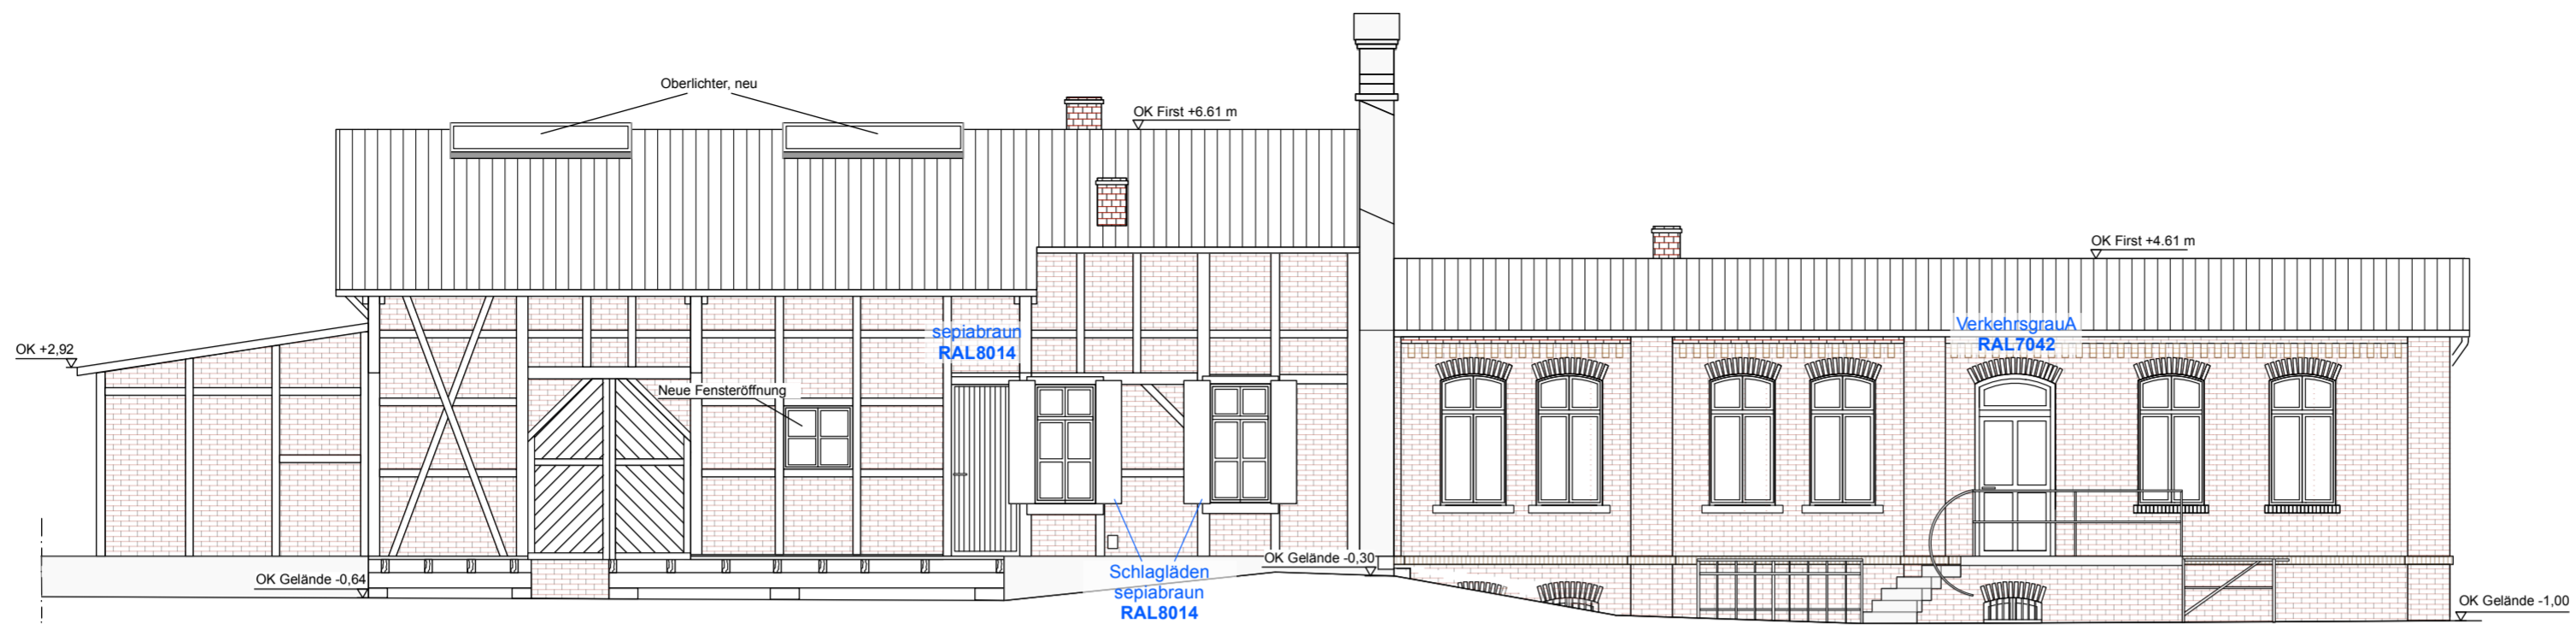 Oberlichter, neu
OK First +6.61 m
OK First +4.61 m
sepiabraun
RAL8014
VerkehrsgrauA
RAL7042
OK +2,92
Neue Fensteröffnung
OK Gelände -0,30
Schlagläden
sepiabraun
RAL8014
OK Gelände -0,64
OK Gelände -1,00